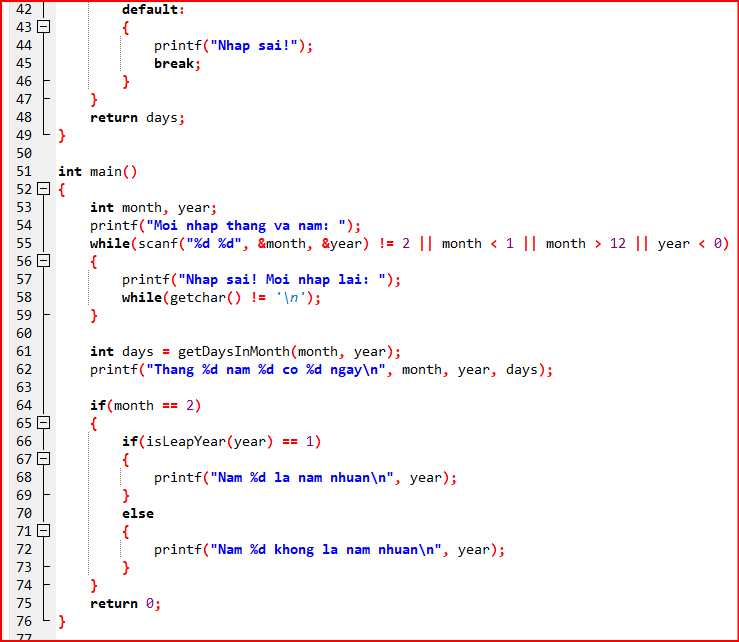 42         default:
43         {
44             printf("Nhap sai!");
45             break;
46         }
47     }
48     return days;
49 }
50
51 int main()
52 {
53     int month, year;
54     printf("Moi nhap thang va nam: ");
55     while(scanf("%d %d", &month, &year) != 2 || month < 1 || month > 12 || year < 0)
56     {
57         printf("Nhap sai! Moi nhap lai: ");
58         while(getchar() != '\n');
59     }
60
61     int days = getDaysInMonth(month, year);
62     printf("Thang %d nam %d co %d ngay\n", month, year, days);
63
64     if(month == 2)
65     {
66         if(isLeapYear(year) == 1)
67         {
68             printf("Nam %d la nam nhuan\n", year);
69         }
70         else
71         {
72             printf("Nam %d khong la nam nhuan\n", year);
73         }
74     }
75     return 0;
76 }
77